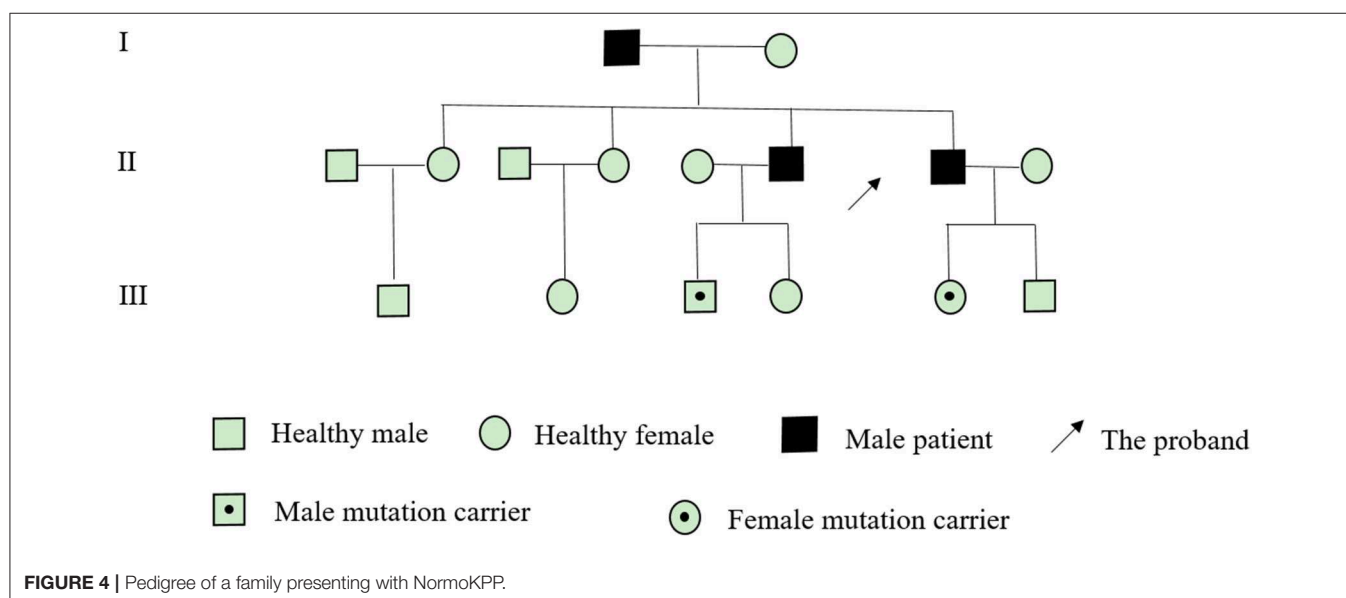 I
II
III
Healthy male
Healthy female
Male patient
The proband
Male mutation carrier
Female mutation carrier
FIGURE 4 | Pedigree of a family presenting with NormoKPP.